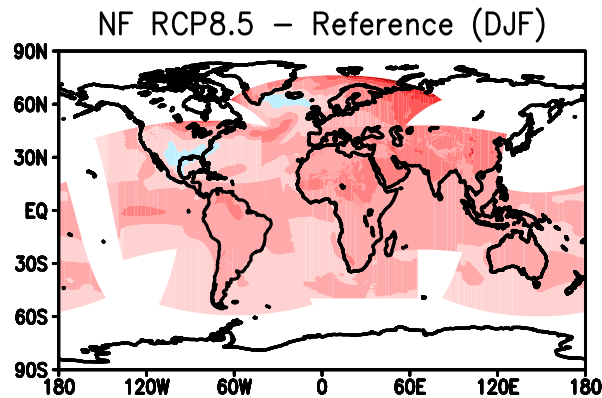 NF RCP8.5 – Reference (DJF)
90N
60N
30N
EQ
30S
60S
90S
180 120W 60W 0 60E 120E 180